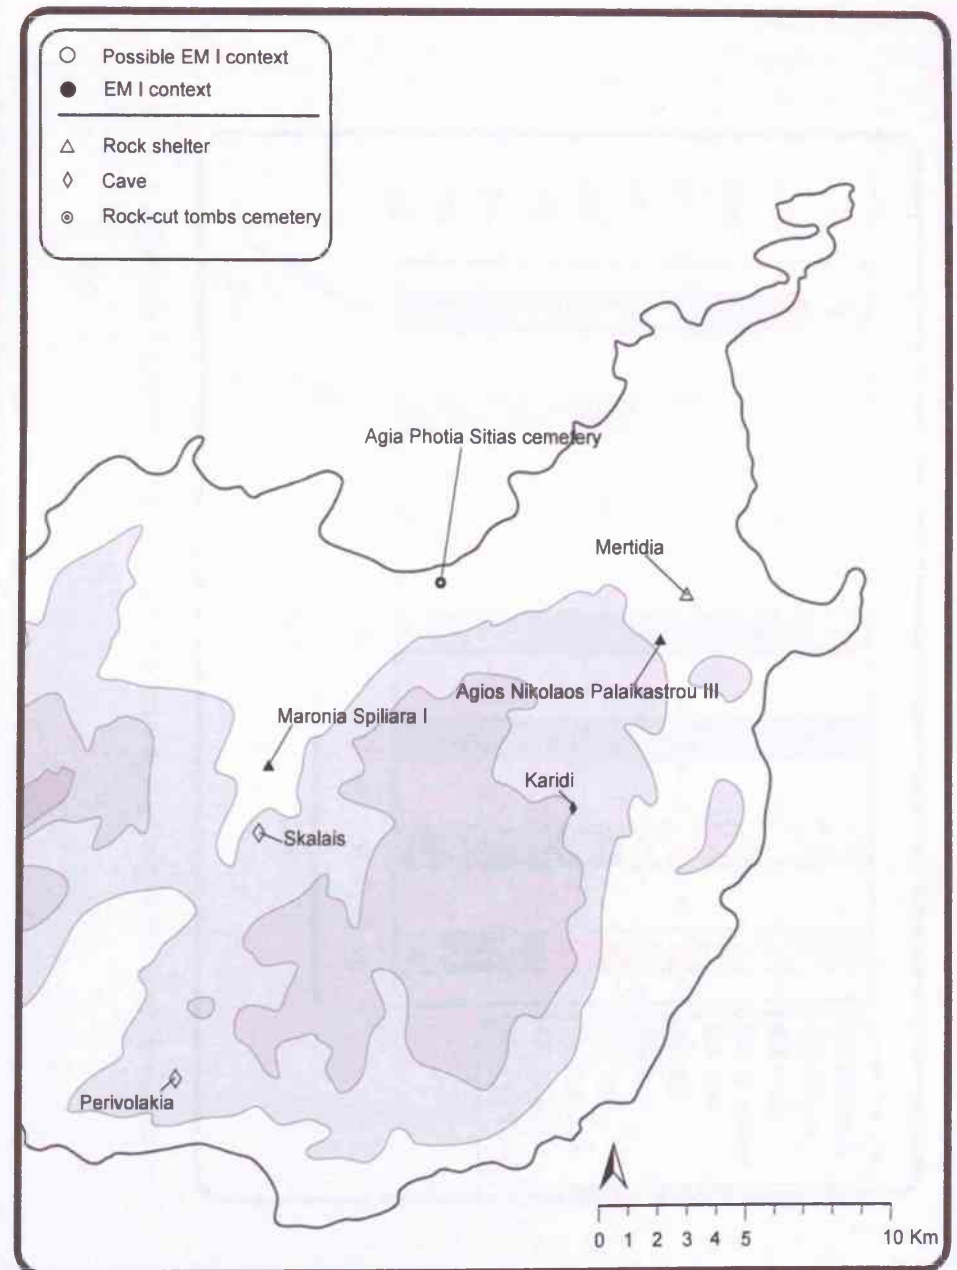 Possible EM I context
EM I context
Rock shelter
Cave
Rock-cut tombs cemetery
Agia Photia Sitias cemetery
Mertidia
Agios Nikolaos Palaikastrou III
Maronia Spiliara I
Karidi
Skalais
Perivolakia
0 1 2 3 4 5 10 Km